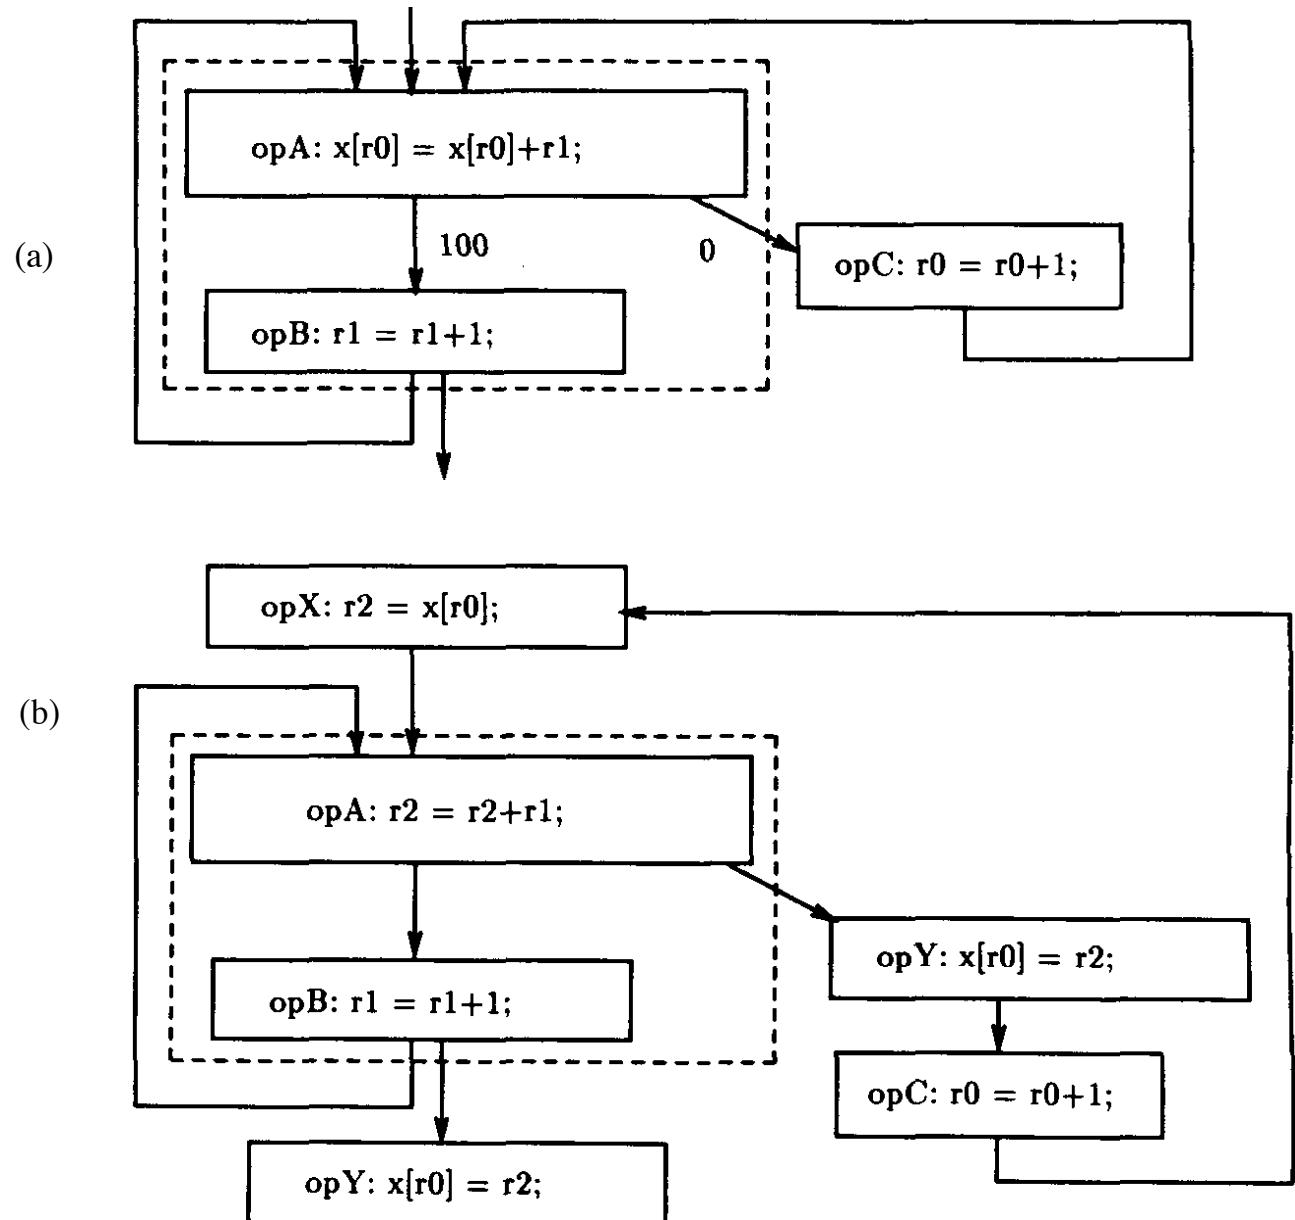 opA: x[r0] = x[r0]+r1;
100
0
(a)
opC: r0 = r0+1;
opB: r1 = r1+1;
opX: r2 = x[r0];
(b)
opA: r2 = r2+r1;
opY: x[r0] = r2;
opB: r1 = r1+1;
opC: r0 = r0+1;
opY: x[r0] = r2;